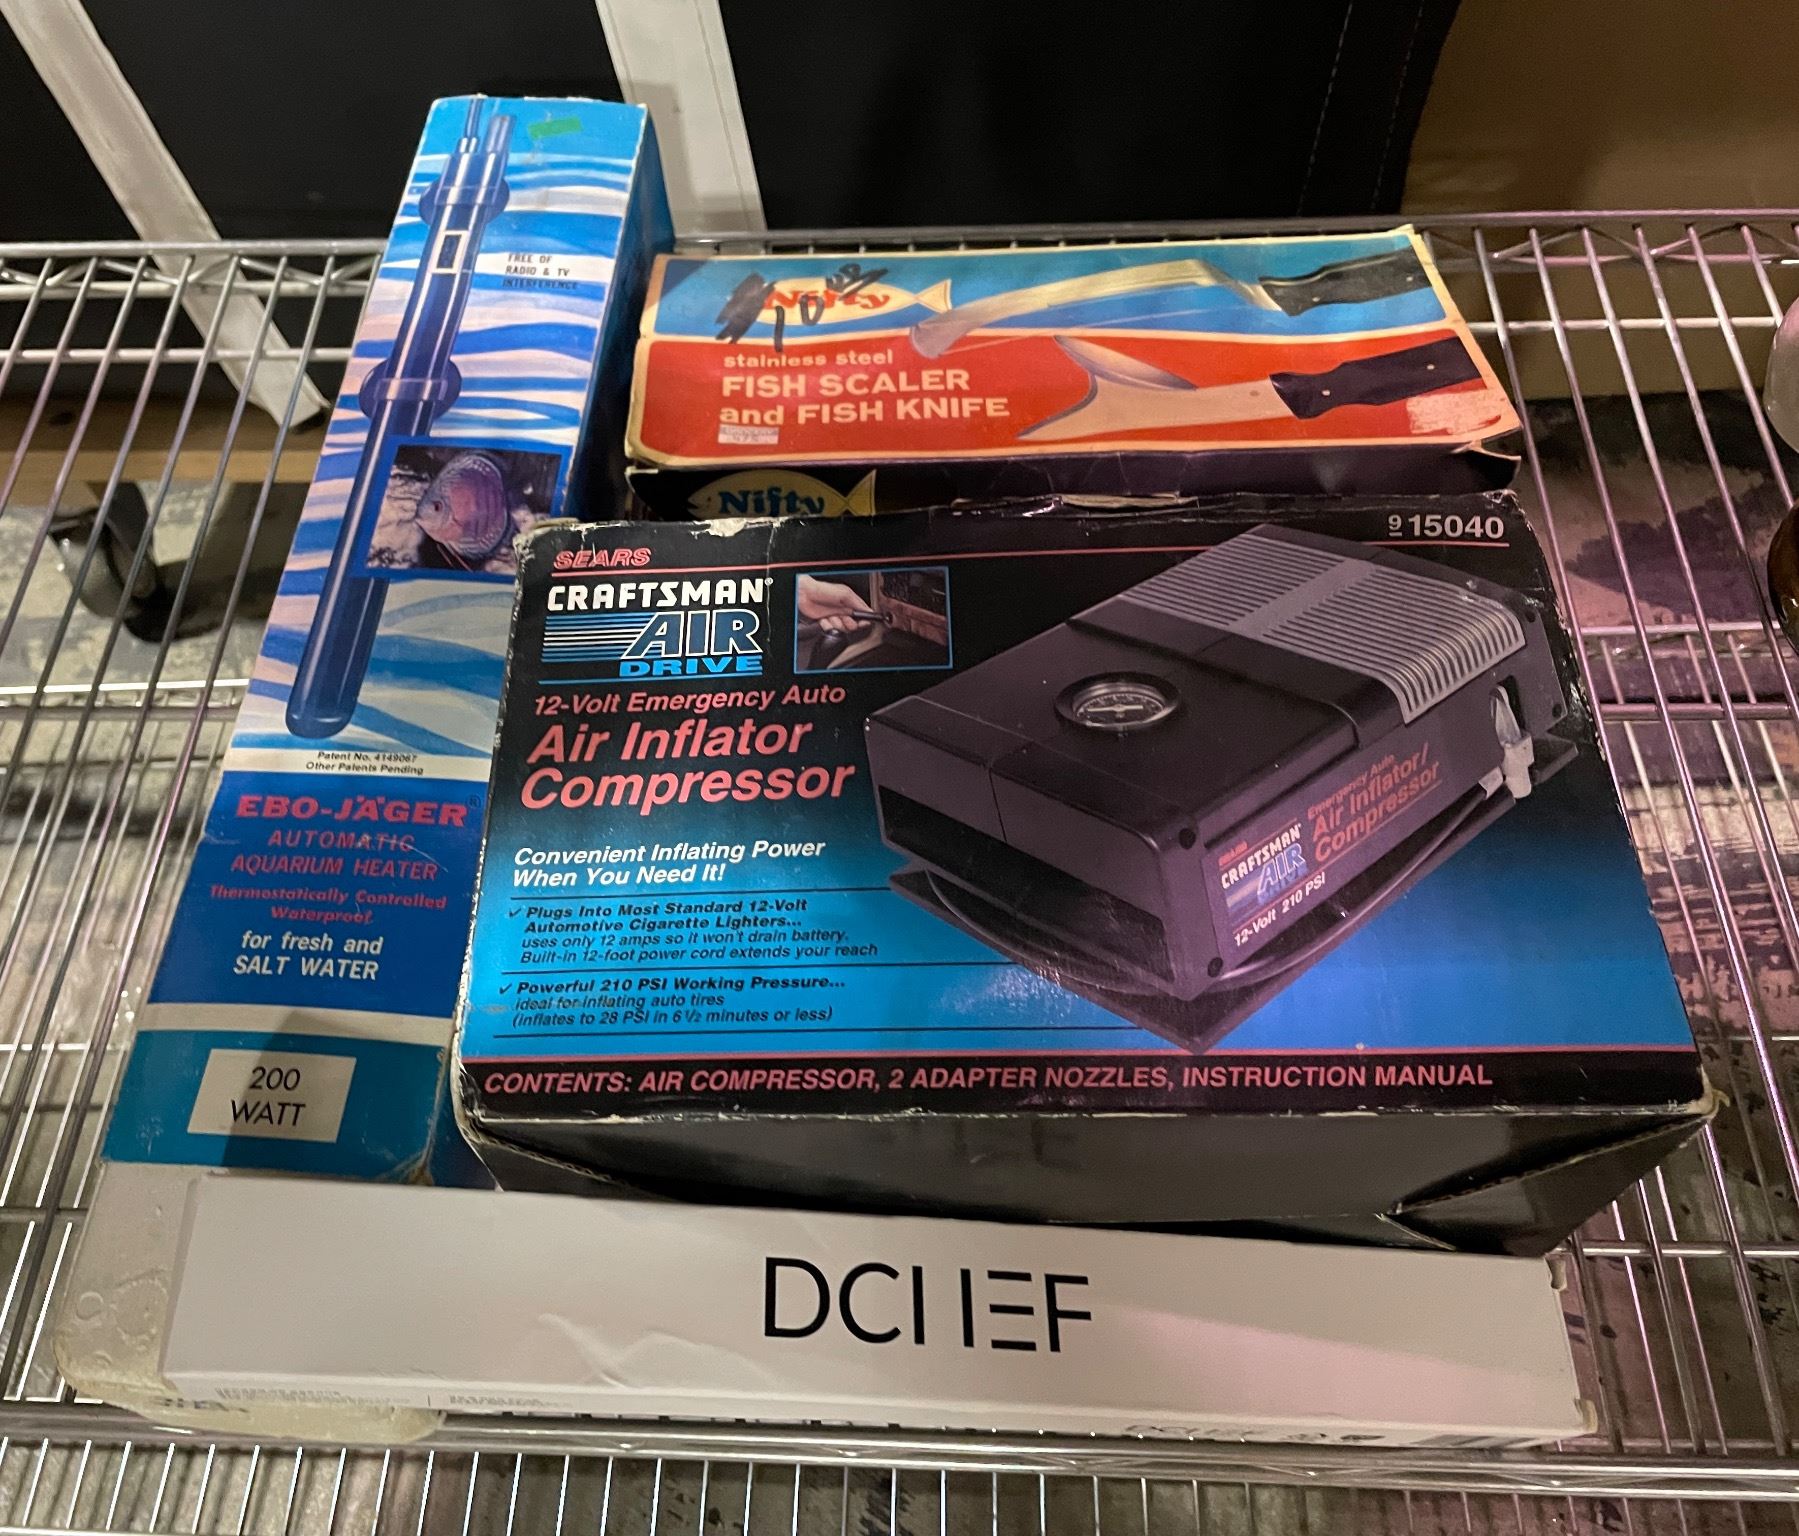 FREE OF
RADIO & TV
INTERFERENCE
Patent No. 4149067
Other Patents Pending
EBO-JÄGER®
AUTOMATIC
AQUARIUM HEATER
Thermostatically Controlled
Waterproof
for fresh and
SALT WATER
200
WATT
Nifty
stainless steel
FISH SCALER
and FISH KNIFE
Nifty
SEARS
9 15040
CRAFTSMAN®
AIR
DRIVE
12-Volt Emergency Auto
Air Inflator
Compressor
Convenient Inflating Power
When You Need It!
✓ Plugs Into Most Standard 12-Volt
Automotive Cigarette Lighters...
uses only 12 amps so it won't drain battery.
Built-in 12-foot power cord extends your reach
✓ Powerful 210 PSI Working Pressure...
ideal for inflating auto tires
(inflates to 28 PSI in 6 1/2 minutes or less)
CRAFTSMAN
AIR
12-Volt 210 PSI
Emergency Auto
Air Inflator/
Compressor
CONTENTS: AIR COMPRESSOR, 2 ADAPTER NOZZLES, INSTRUCTION MANUAL
DCHEF